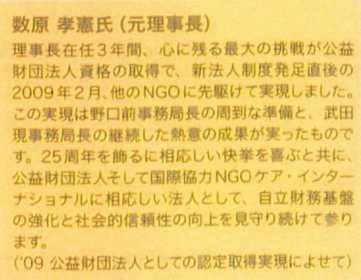 数原 孝憲氏（元理事長）
理事長在任3年間、心に残る最大の挑戦が公益
財団法人資格の取得で、新法人制度発足直後の
2009年2月、他のNGOに先駆けて実現しました。
この実現は野口前事務局長の周到な準備と、武田
現事務局長の継続した熱意の成果が実ったもので
す。25周年を飾るに相応しい快挙を喜ぶと共に、
公益財団法人そして国際協力NGOケア・インター
ナショナルに相応しい法人として、自立財務基盤
の強化と社会的信頼性の向上を見守り続けて参り
ます。
（'09 公益財団法人としての認定取得実現によせて）